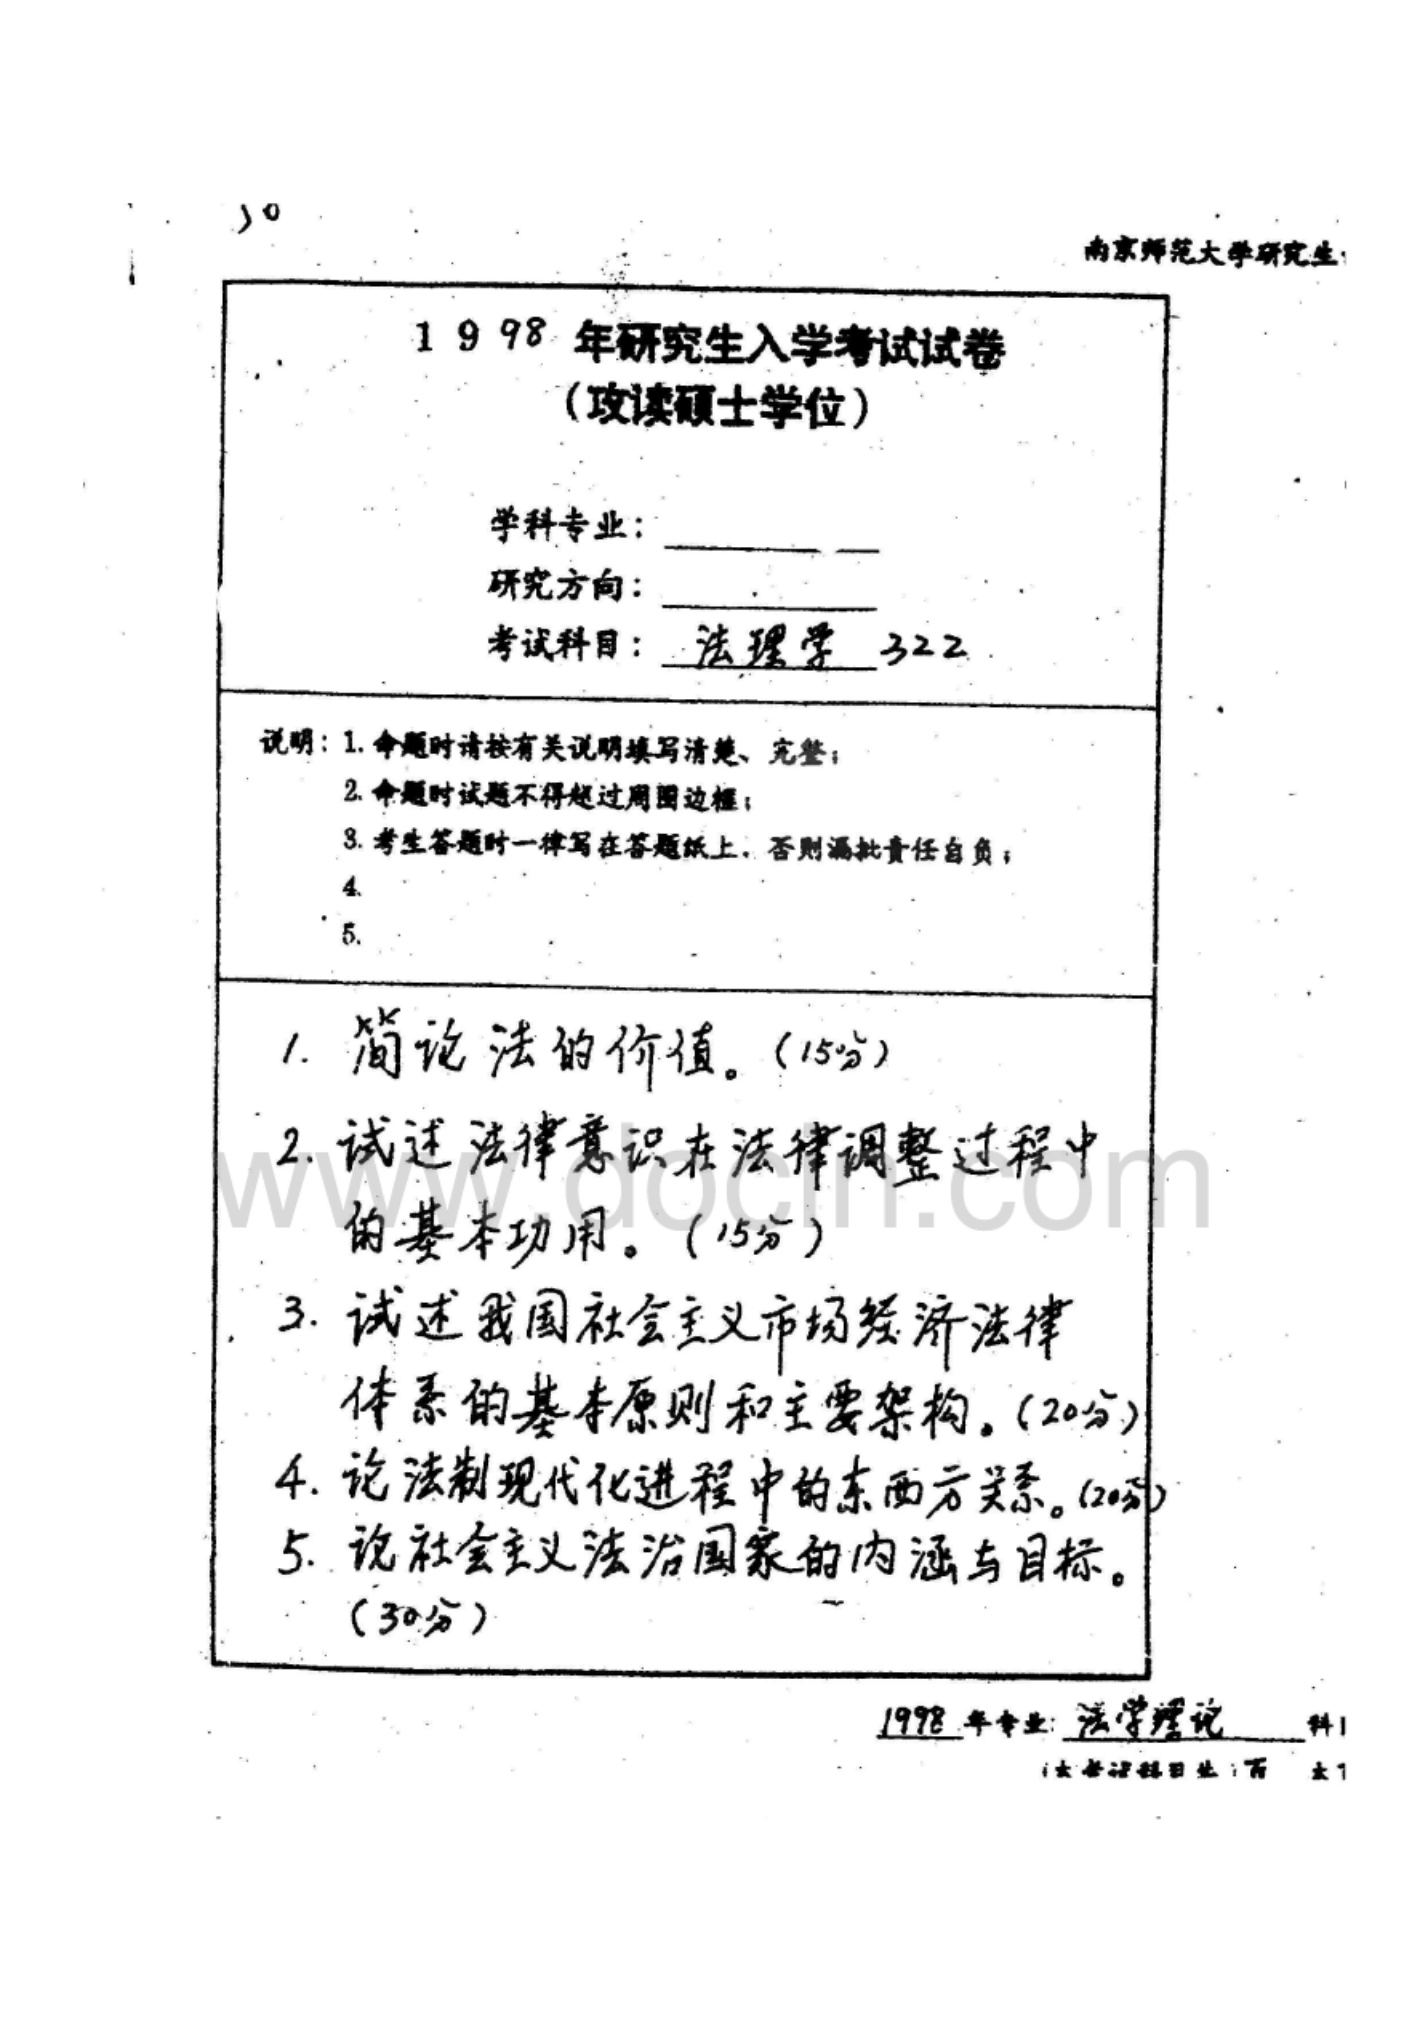 南京师范大学研究生
1998年研究生入学考试试卷
(攻读硕士学位)
学科专业:
研究方向:
考试科目: 法理学 322
说明: 1. 命题时请按有关说明填写清楚、完整;
2. 命题时试题不得超过周围边框;
3. 考生答题时一律写在答题纸上, 否则漏批责任自负;
4.
5.
1. 简论法的价值。(15分)
2. 试述法律意识在法律调整过程中
的基本功用。(15分)
www.docin.com
3. 试述我国社会主义市场经济法律
体系的基本原则和主要架构。(20分)
4. 论法制现代化进程中的东西方关系。(20分)
5. 论社会主义法治国家的内涵与目标。
(30分)
1998 年专业: 法学理论 科